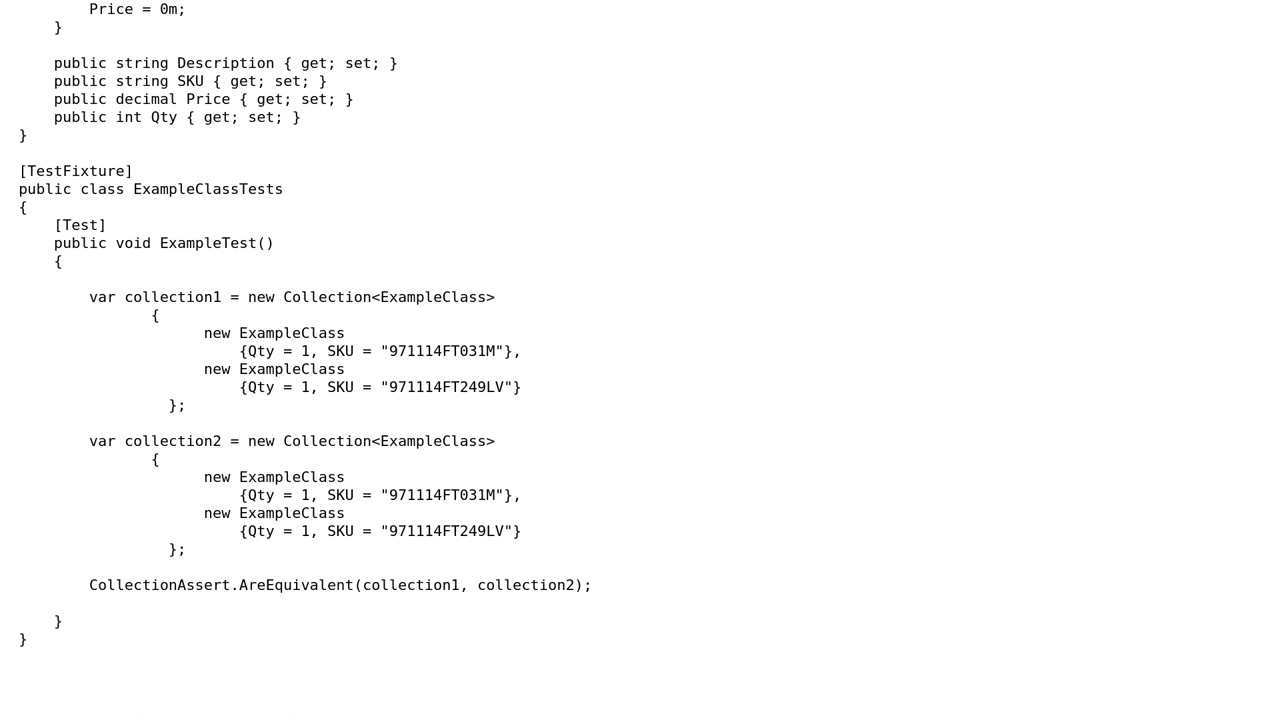 Price = 0m;
    }

    public string Description { get; set; }
    public string SKU { get; set; }
    public decimal Price { get; set; }
    public int Qty { get; set; }
}

[TestFixture]
public class ExampleClassTests
{
    [Test]
    public void ExampleTest()
    {

        var collection1 = new Collection<ExampleClass>
               {
                     new ExampleClass
                         {Qty = 1, SKU = "971114FT031M"},
                     new ExampleClass
                         {Qty = 1, SKU = "971114FT249LV"}
                 };

        var collection2 = new Collection<ExampleClass>
               {
                     new ExampleClass
                         {Qty = 1, SKU = "971114FT031M"},
                     new ExampleClass
                         {Qty = 1, SKU = "971114FT249LV"}
                 };

        CollectionAssert.AreEquivalent(collection1, collection2);

    }
}